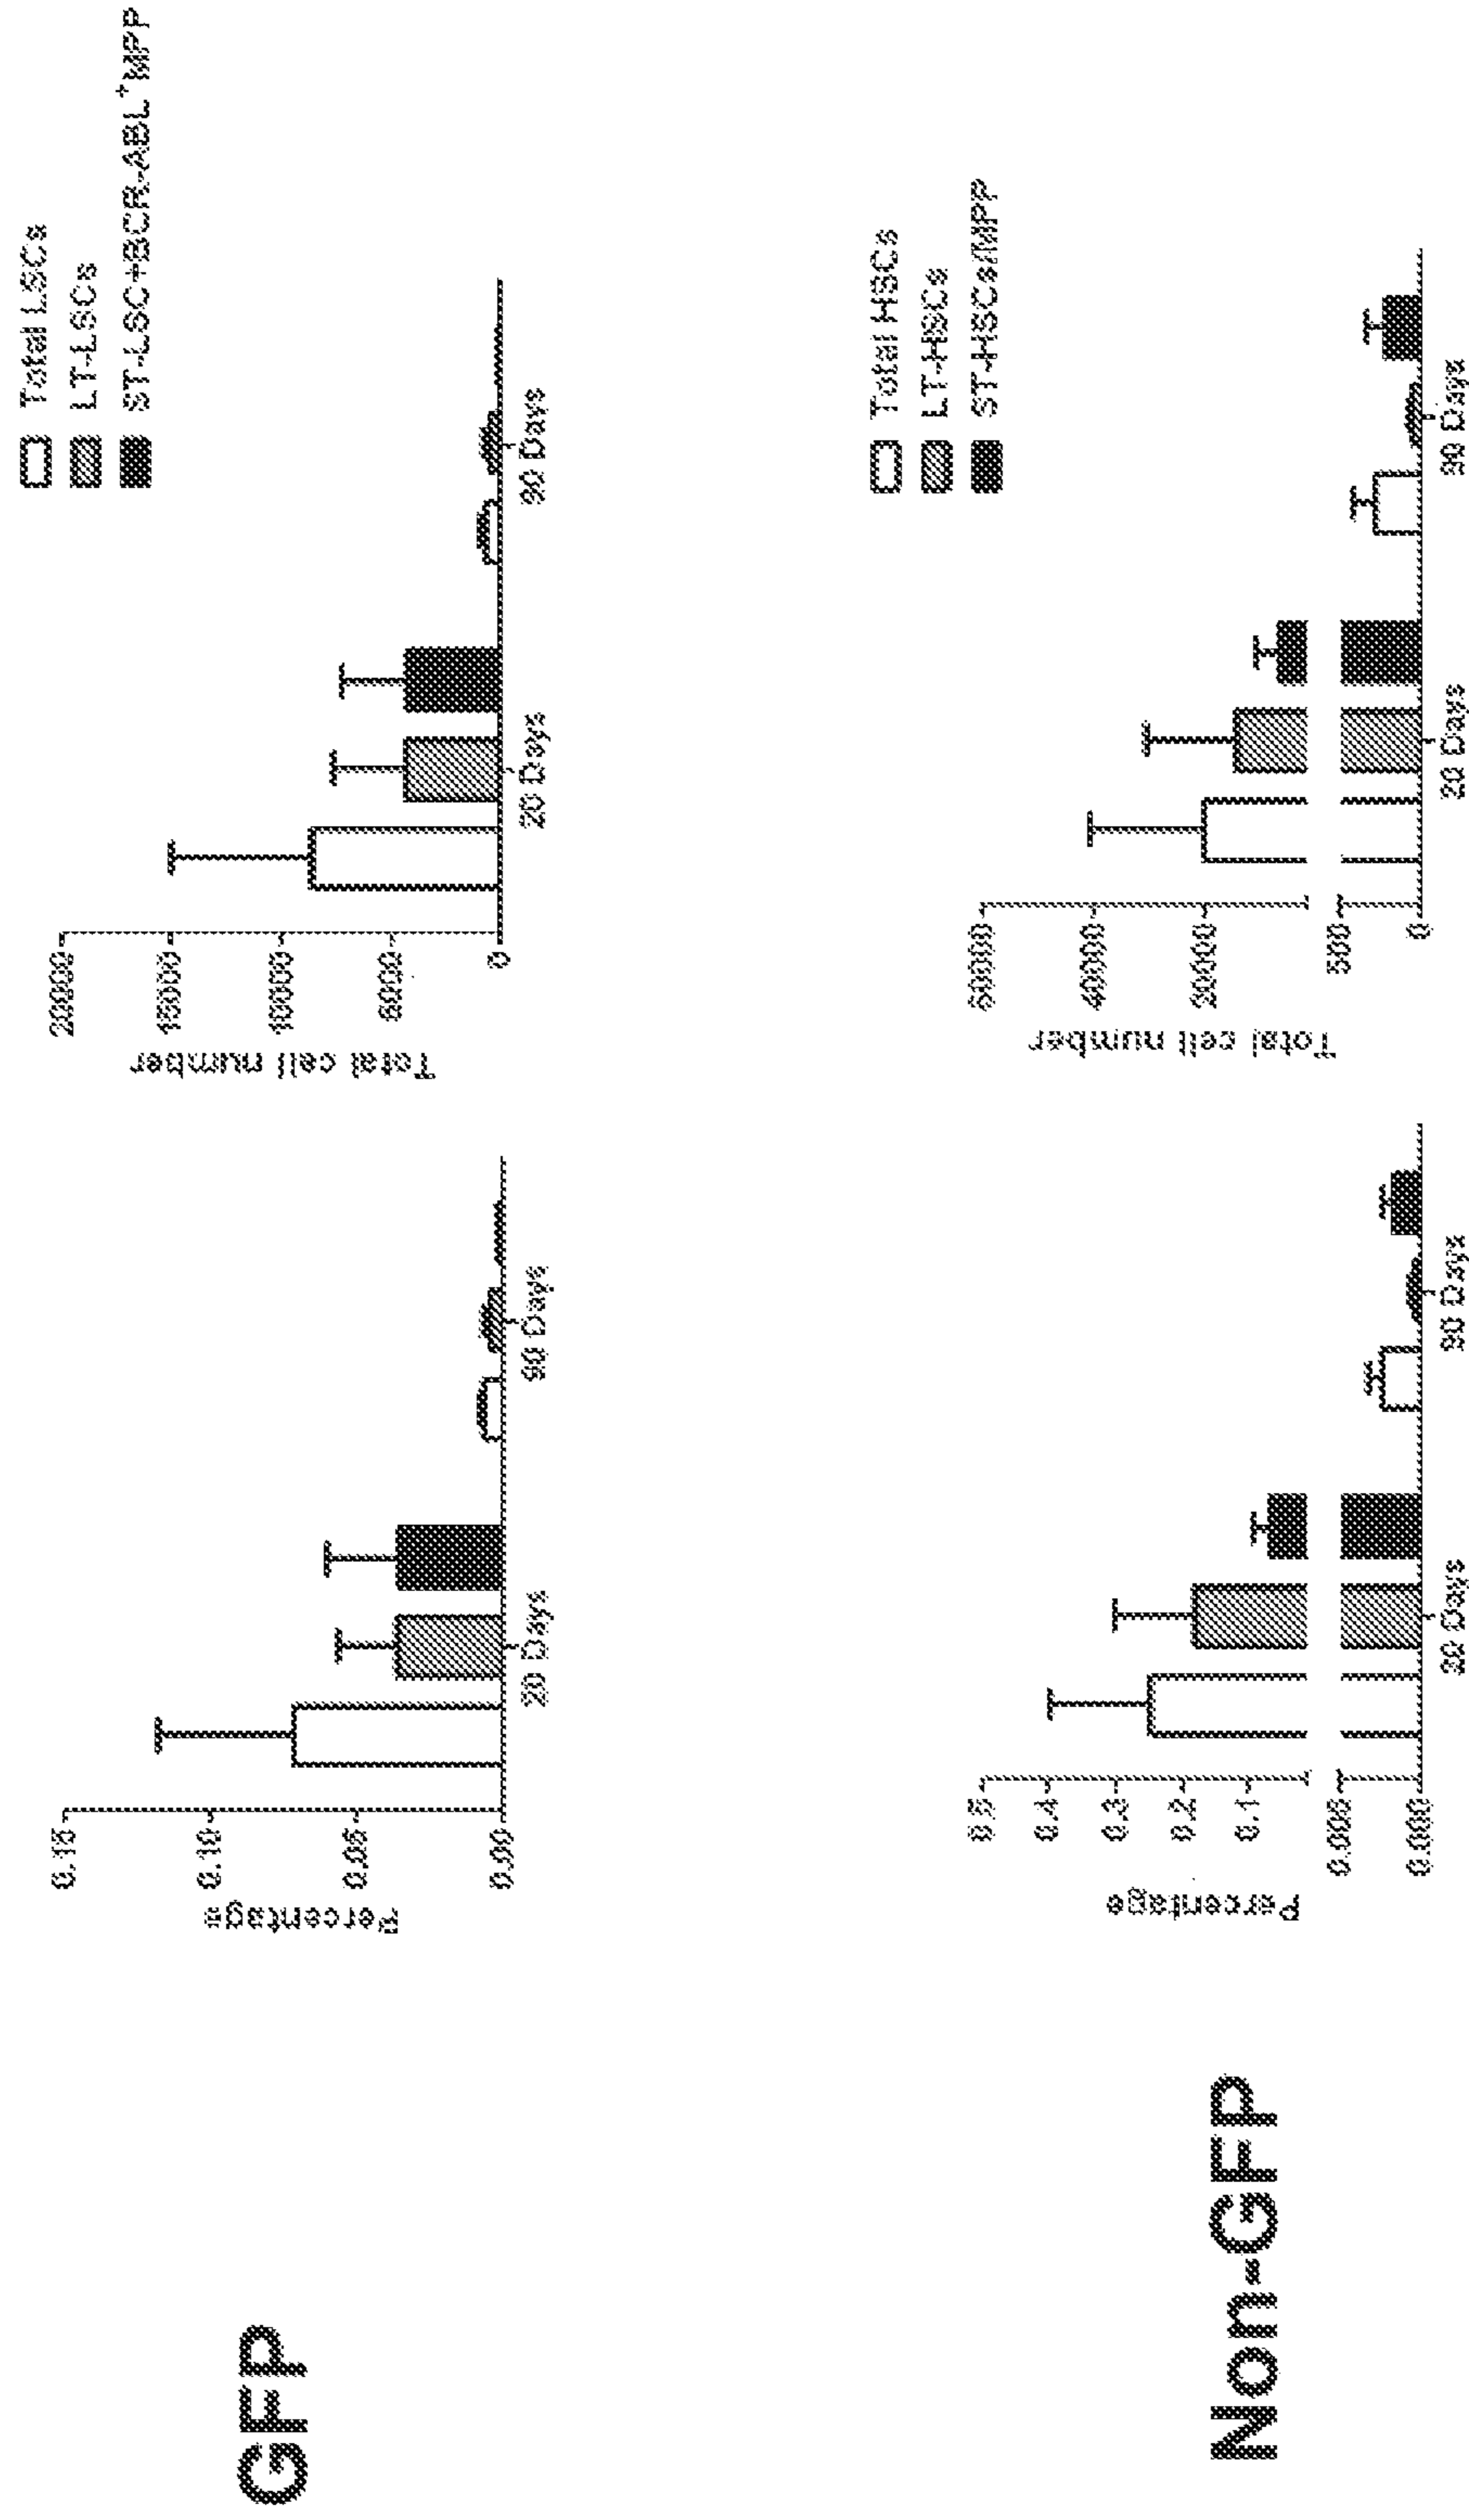 GFP
Percentage
0.15
0.10
0.05
0.00
20 Days
90 Days
Total cell number
20000
15000
10000
5000
0
20 Days
90 Days
Total LSCs
LT-LSCs
ST-LSC+BCR-ABL+MPP
Non-GFP
Percentage
0.5
0.4
0.3
0.2
0.1
0.005
0.000
20 Days
90 Days
Total cell number
60000
40000
20000
500
0
20 Days
90 Days
Total HSCs
LT-HSCs
ST-HSCs/MPP